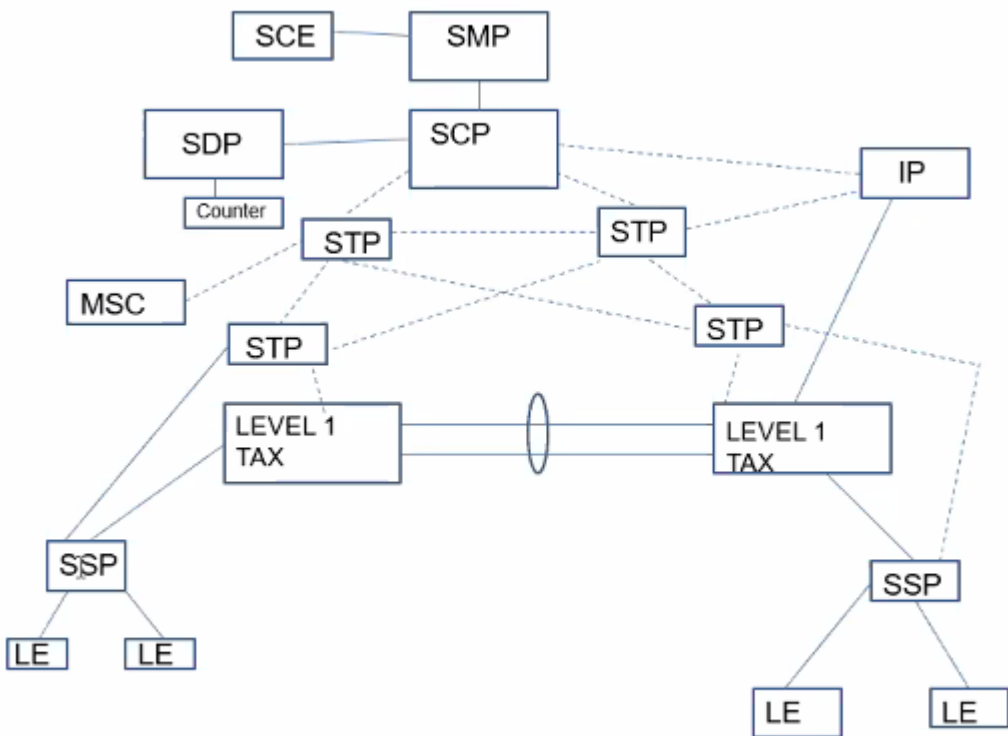 SCE
SMP
SCP
SDP
IP
Counter
STP
STP
MSC
STP
STP
LEVEL 1
TAX
LEVEL 1
TAX
SSP
SSP
LE
LE
LE
LE